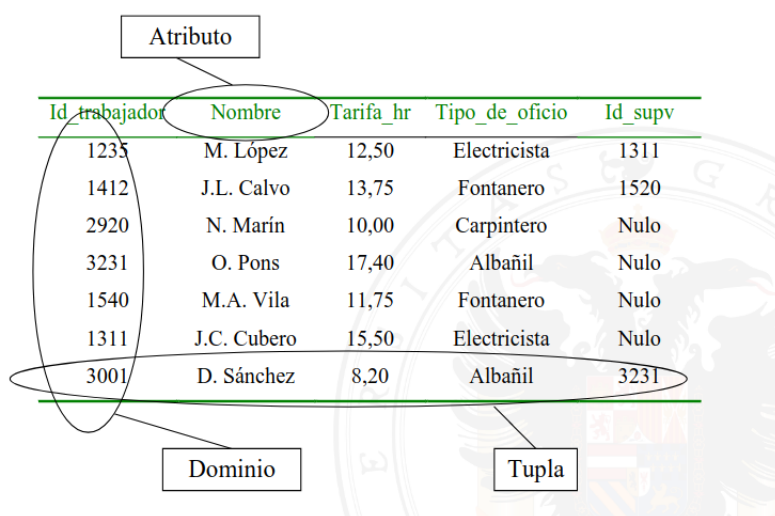 Atributo
Id_trabajador Nombre Tarifa_hr Tipo_de_oficio Id_supv
1235 M. López 12,50 Electricista 1311
1412 J.L. Calvo 13,75 Fontanero 1520
2920 N. Marín 10,00 Carpintero Nulo
3231 O. Pons 17,40 Albañil Nulo
1540 M.A. Vila 11,75 Fontanero Nulo
1311 J.C. Cubero 15,50 Electricista Nulo
3001 D. Sánchez 8,20 Albañil 3231
Dominio Tupla